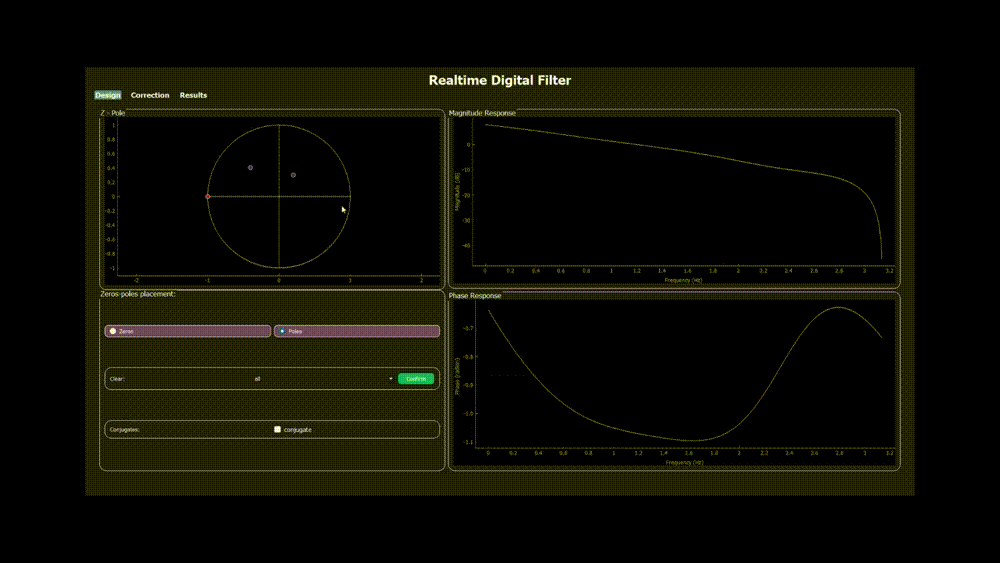 Realtime Digital Filter
Design Correction Results
Z - Pole
1
0.8
0.6
0.4
0.2
0
-0.2
-0.4
-0.6
-0.8
-1
-2 -1 0 1 2
Magnitude Response
Magnitude (dB)
0
-10
-20
-30
-40
0 0.2 0.4 0.6 0.8 1 1.2 1.4 1.6 1.8 2 2.2 2.4 2.6 2.8 3 3.2
Frequency (Hz)
Zeros-poles placement:
Zeros Poles
Clear: all Confirm
Conjugates: conjugate
Phase Response
Phase (radian)
-0.7
-0.8
-0.9
-1.0
-1.1
0 0.2 0.4 0.6 0.8 1 1.2 1.4 1.6 1.8 2 2.2 2.4 2.6 2.8 3 3.2
Frequency (Hz)